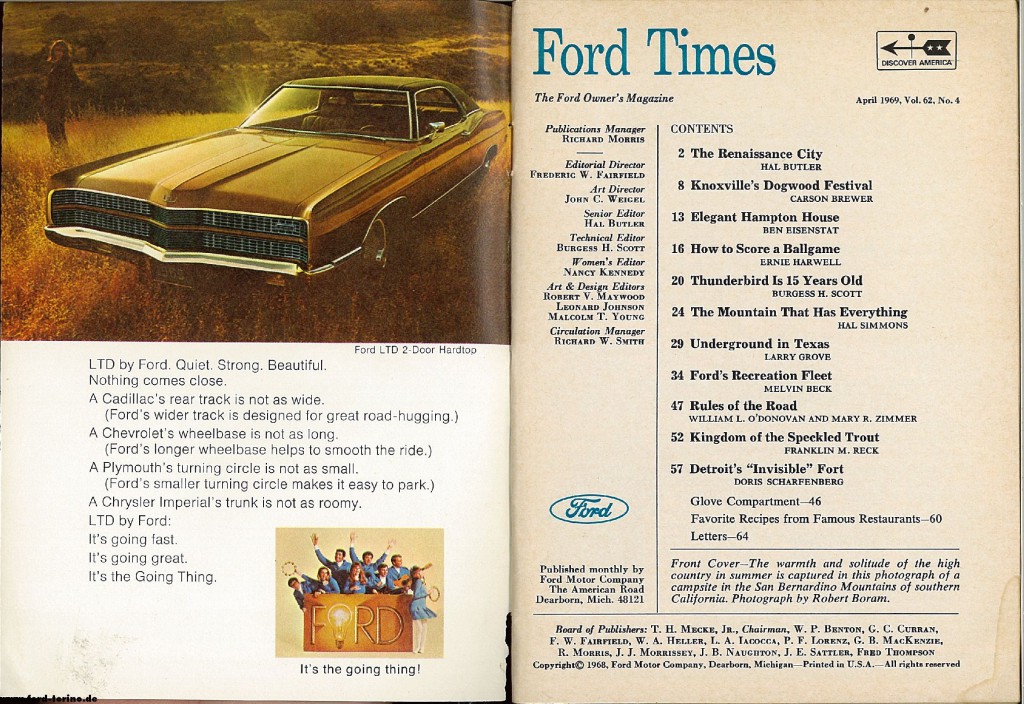 Ford LTD 2-Door Hardtop
LTD by Ford. Quiet. Strong. Beautiful.
Nothing comes close.
A Cadillac's rear track is not as wide.
(Ford's wider track is designed for great road-hugging.)
A Chevrolet's wheelbase is not as long.
(Ford's longer wheelbase helps to smooth the ride.)
A Plymouth's turning circle is not as small.
(Ford's smaller turning circle makes it easy to park.)
A Chrysler Imperial's trunk is not as roomy.
LTD by Ford:
It's going fast.
It's going great.
It's the Going Thing.
FORD
It's the going thing!
www.ford-torino.de
Ford Times
DISCOVER AMERICA
The Ford Owner's Magazine
April 1969, Vol. 62, No. 4
Publications Manager
RICHARD MORRIS
Editorial Director
FREDERIC W. FAIRFIELD
Art Director
JOHN C. WEIGEL
Senior Editor
HAL BUTLER
Technical Editor
BURGESS H. SCOTT
Women's Editor
NANCY KENNEDY
Art & Design Editors
ROBERT V. MAYWOOD
LEONARD JOHNSON
MALCOLM T. YOUNG
Circulation Manager
RICHARD W. SMITH
Ford
Published monthly by
Ford Motor Company
The American Road
Dearborn, Mich. 48121
CONTENTS
2 The Renaissance City
HAL BUTLER
8 Knoxville's Dogwood Festival
CARSON BREWER
13 Elegant Hampton House
BEN EISENSTAT
16 How to Score a Ballgame
ERNIE HARWELL
20 Thunderbird Is 15 Years Old
BURGESS H. SCOTT
24 The Mountain That Has Everything
HAL SIMMONS
29 Underground in Texas
LARRY GROVE
34 Ford's Recreation Fleet
MELVIN BECK
47 Rules of the Road
WILLIAM L. O'DONOVAN AND MARY R. ZIMMER
52 Kingdom of the Speckled Trout
FRANKLIN M. RECK
57 Detroit's "Invisible" Fort
DORIS SCHARFENBERG
Glove Compartment—46
Favorite Recipes from Famous Restaurants—60
Letters—64
Front Cover—The warmth and solitude of the high
country in summer is captured in this photograph of a
campsite in the San Bernardino Mountains of southern
California. Photograph by Robert Boram.
Board of Publishers: T. H. MECKE, JR., Chairman, W. P. BENTON, G. C. CURRAN,
F. W. FAIRFIELD, W. A. HELLER, L. A. IACOCCA, P. F. LORENZ, G. B. MACKENZIE,
R. MORRIS, J. J. MORRISSEY, J. B. NAUGHTON, J. E. SATTLER, FRED THOMPSON
Copyright© 1968, Ford Motor Company, Dearborn, Michigan—Printed in U.S.A.—All rights reserved